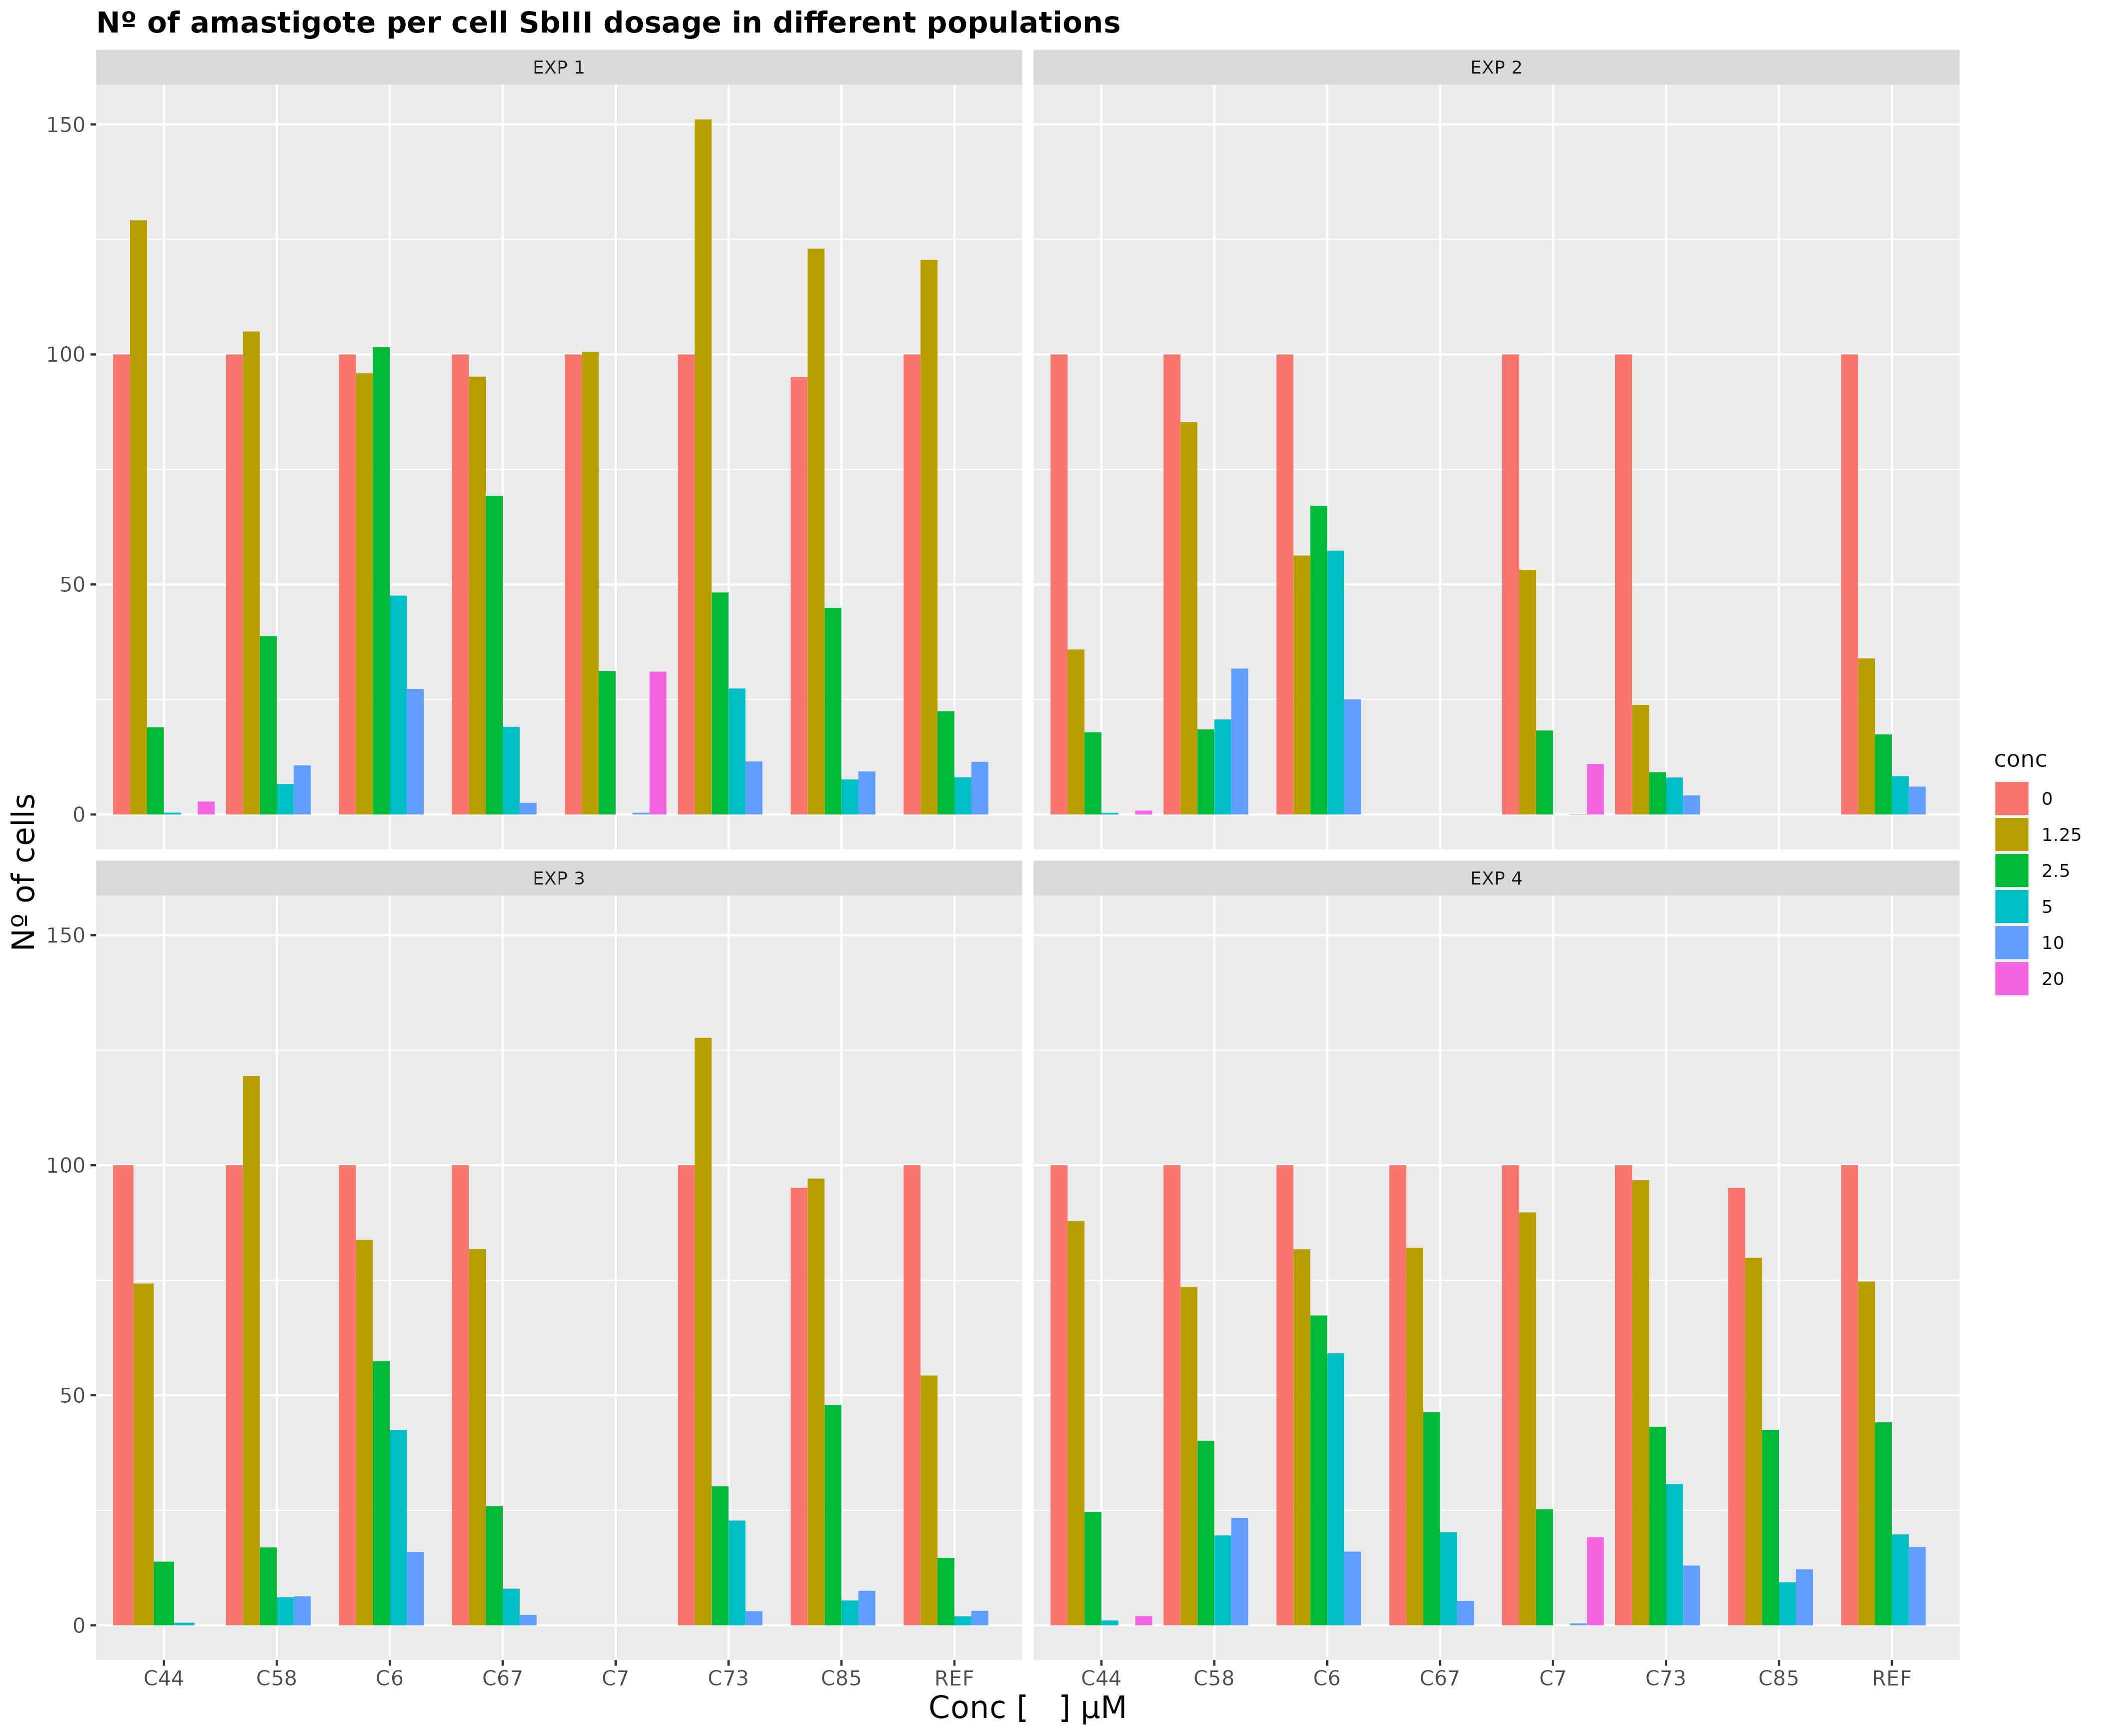 Nº of amastigote per cell SbIII dosage in different populations
EXP 1
EXP 2
150
100
50
0
EXP 3
EXP 4
150
100
50
0
C44 C58 C6 C67 C7 C73 C85 REF
C44 C58 C6 C67 C7 C73 C85 REF
Conc [   ] µM
Nº of cells
conc
0
1.25
2.5
5
10
20